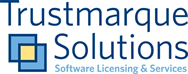 Trustmarque
Solutions
Software Licensing & Services